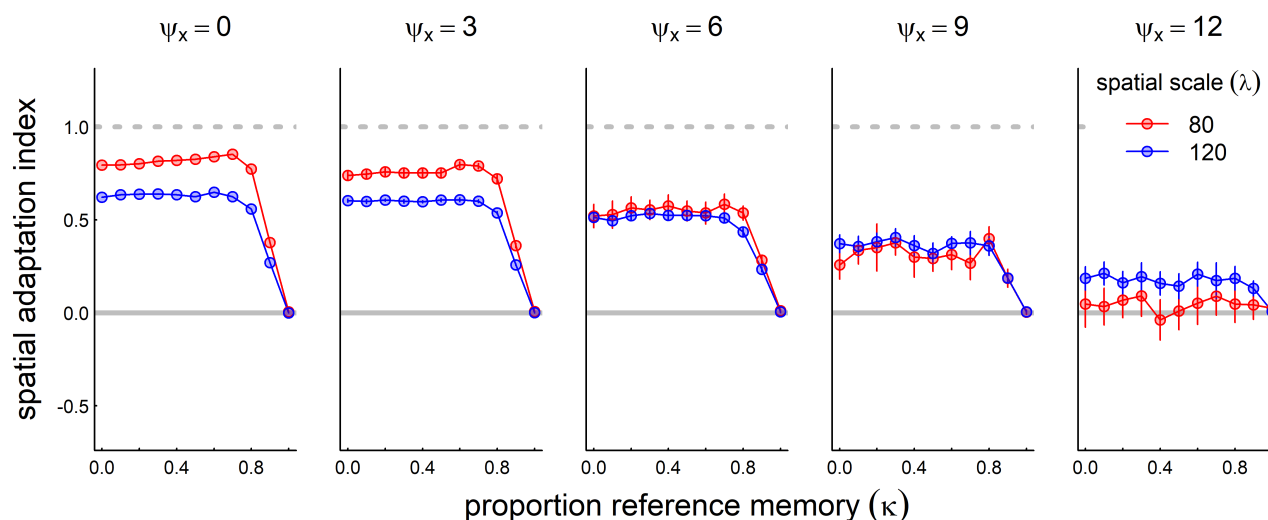 ψx = 0
ψx = 3
ψx = 6
ψx = 9
ψx = 12
spatial adaptation index
1.0
0.5
0.0
-0.5
spatial scale (λ)
80
120
0.0 0.4 0.8
0.0 0.4 0.8
0.0 0.4 0.8
0.0 0.4 0.8
0.0 0.4 0.8
proportion reference memory (κ)